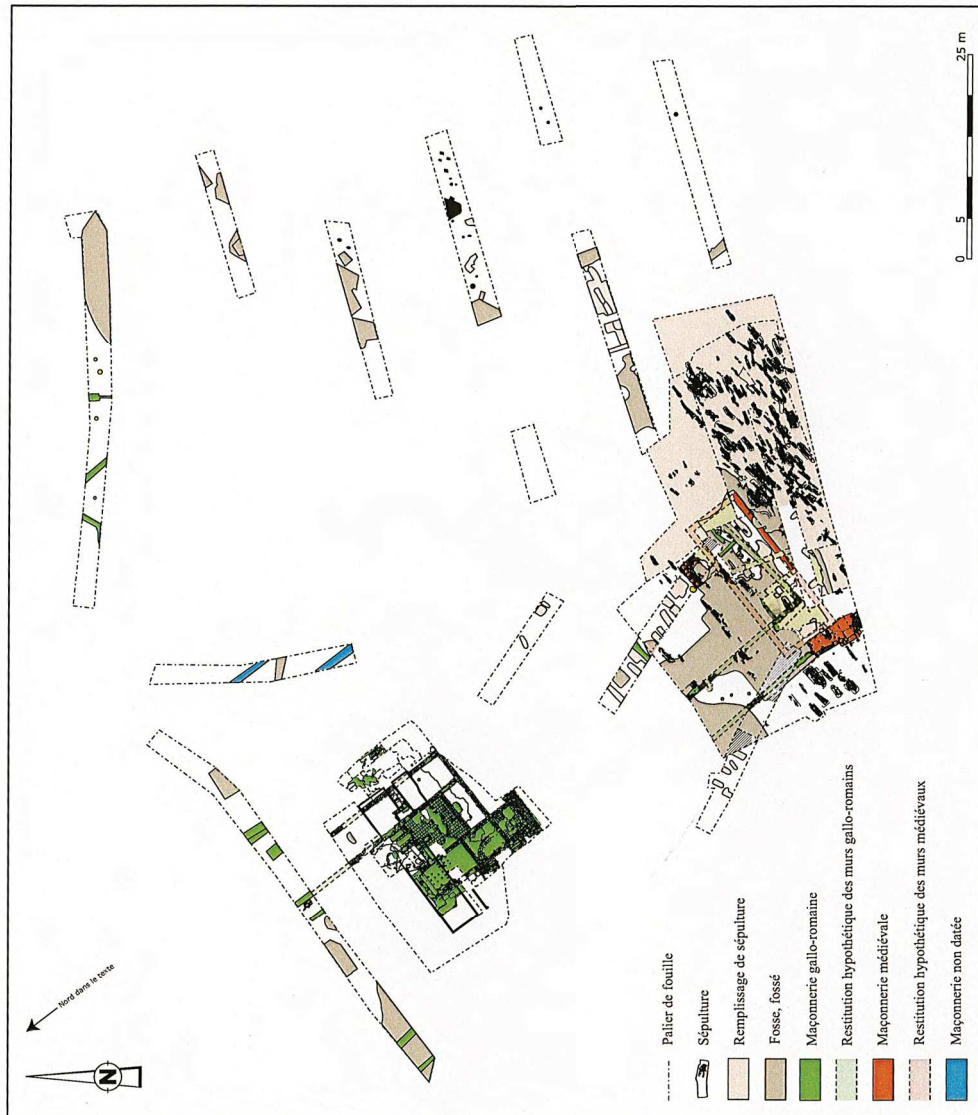 Nord dans le texte
N
Palier de fouille
Sépulture
Remplissage de sépulture
Fosse, fossé
Maçonnerie gallo-romaine
Restitution hypothétique des murs gallo-romains
Maçonnerie médiévale
Restitution hypothétique des murs médiévaux
Maçonnerie non datée
0 5 25 m